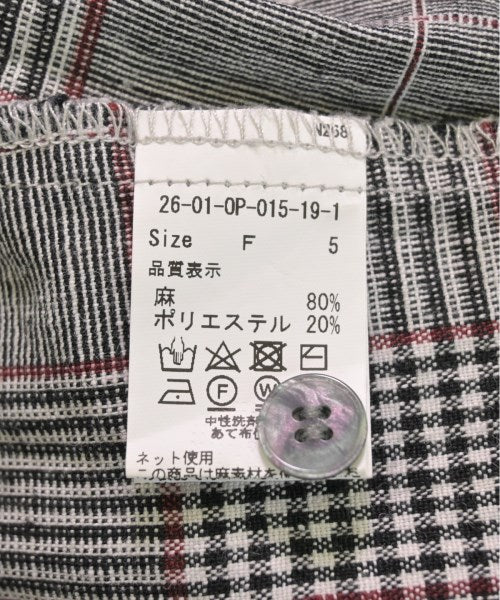 N268
26-01-OP-015-19-1
Size F 5
品質表示
麻 80%
ポリエステル 20%
F W
中性洗剤
あて布
ネット使用
この商品は麻素材を